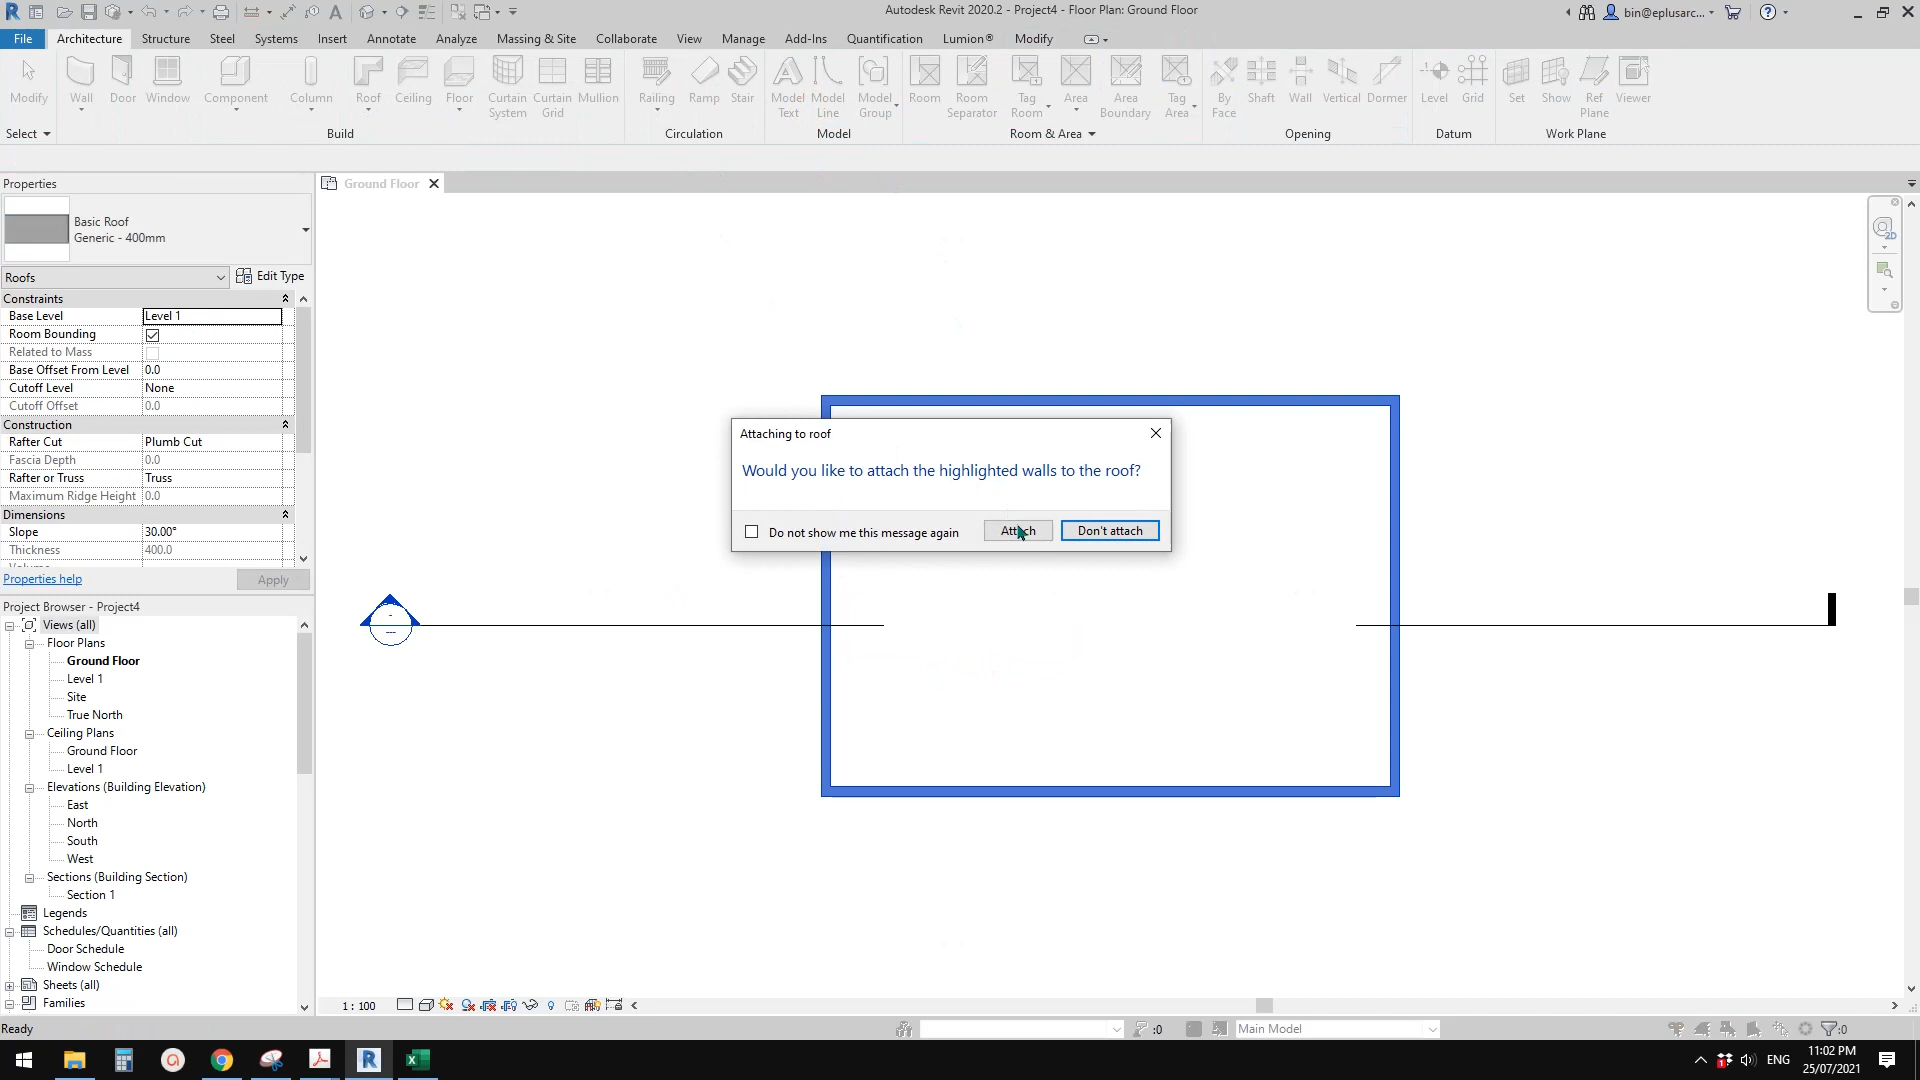 Autodesk Revit 2020.2 - Project4 - Floor Plan: Ground Floor
bin@eplusarc...
File Architecture Structure Steel Systems Insert Annotate Analyze Massing & Site Collaborate View Manage Add-Ins Quantification Lumion® Modify
Modify Wall Door Window Component Column Roof Ceiling Floor Curtain System Curtain Grid Mullion Railing Ramp Stair Model Text Model Line Model Group Room Room Separator Tag Room Area Area Boundary Tag Area By Face Shaft Wall Vertical Dormer Level Grid Set Show Ref Plane Viewer
Select Build Circulation Model Room & Area Opening Datum Work Plane
Properties
Ground Floor
Basic Roof
Generic - 400mm
Roofs
Edit Type
Constraints
Base Level Level 1
Room Bounding
Related to Mass
Base Offset From Level 0.0
Cutoff Level None
Cutoff Offset 0.0
Construction
Rafter Cut Plumb Cut
Fascia Depth 0.0
Rafter or Truss Truss
Maximum Ridge Height 0.0
Dimensions
Slope 30.00°
Thickness 400.0
Properties help
Apply
Attaching to roof
Would you like to attach the highlighted walls to the roof?
Do not show me this message again
Attach
Don't attach
Project Browser - Project4
Views (all)
Floor Plans
Ground Floor
Level 1
Site
True North
Ceiling Plans
Ground Floor
Level 1
Elevations (Building Elevation)
East
North
South
West
Sections (Building Section)
Section 1
Legends
Schedules/Quantities (all)
Door Schedule
Window Schedule
Sheets (all)
Families
1 : 100
Ready
:0
Main Model
:0
ENG
11:02 PM
25/07/2021